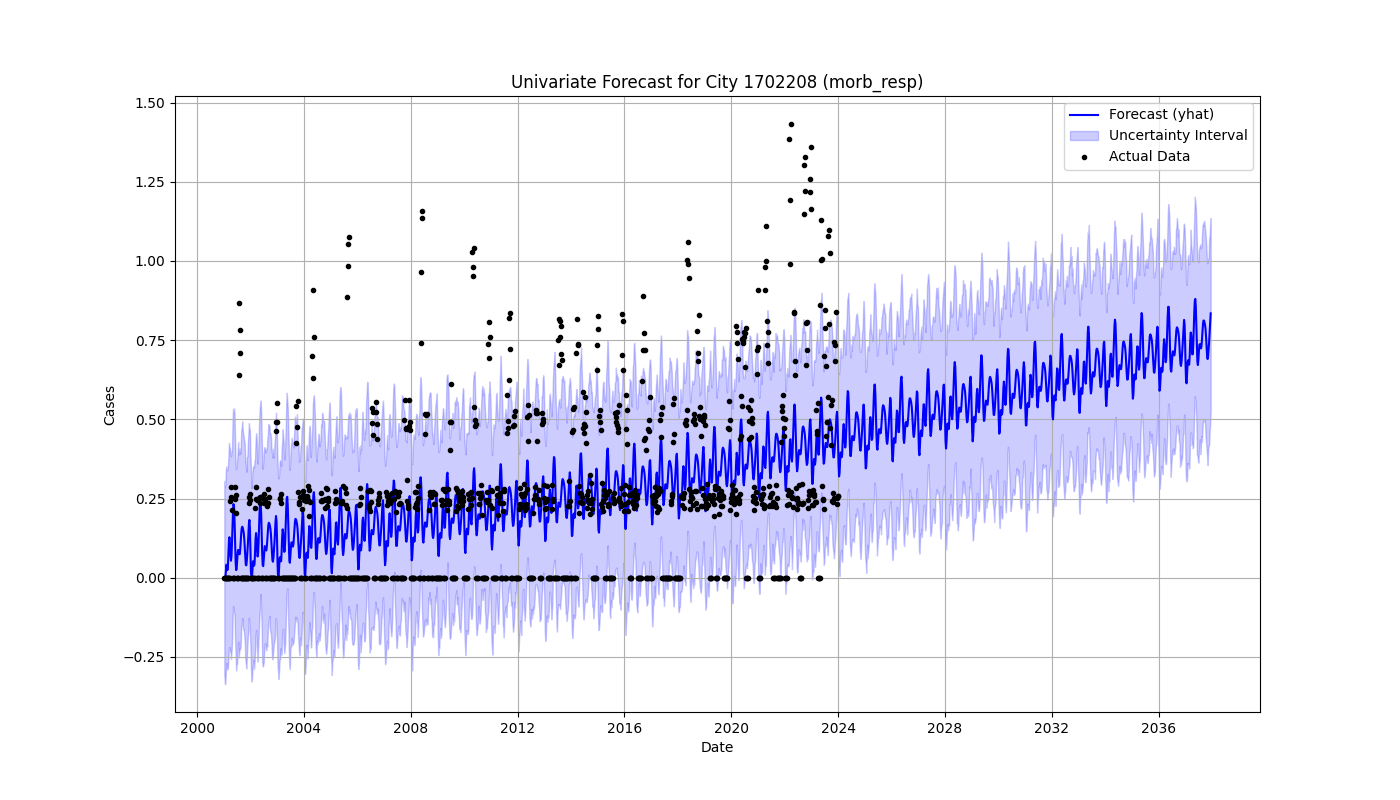 Univariate Forecast for City 1702208 (morb_resp)
Forecast (yhat)
Uncertainty Interval
Actual Data
Cases
1.50
1.25
1.00
0.75
0.50
0.25
0.00
−0.25
2000 2004 2008 2012 2016 2020 2024 2028 2032 2036
Date